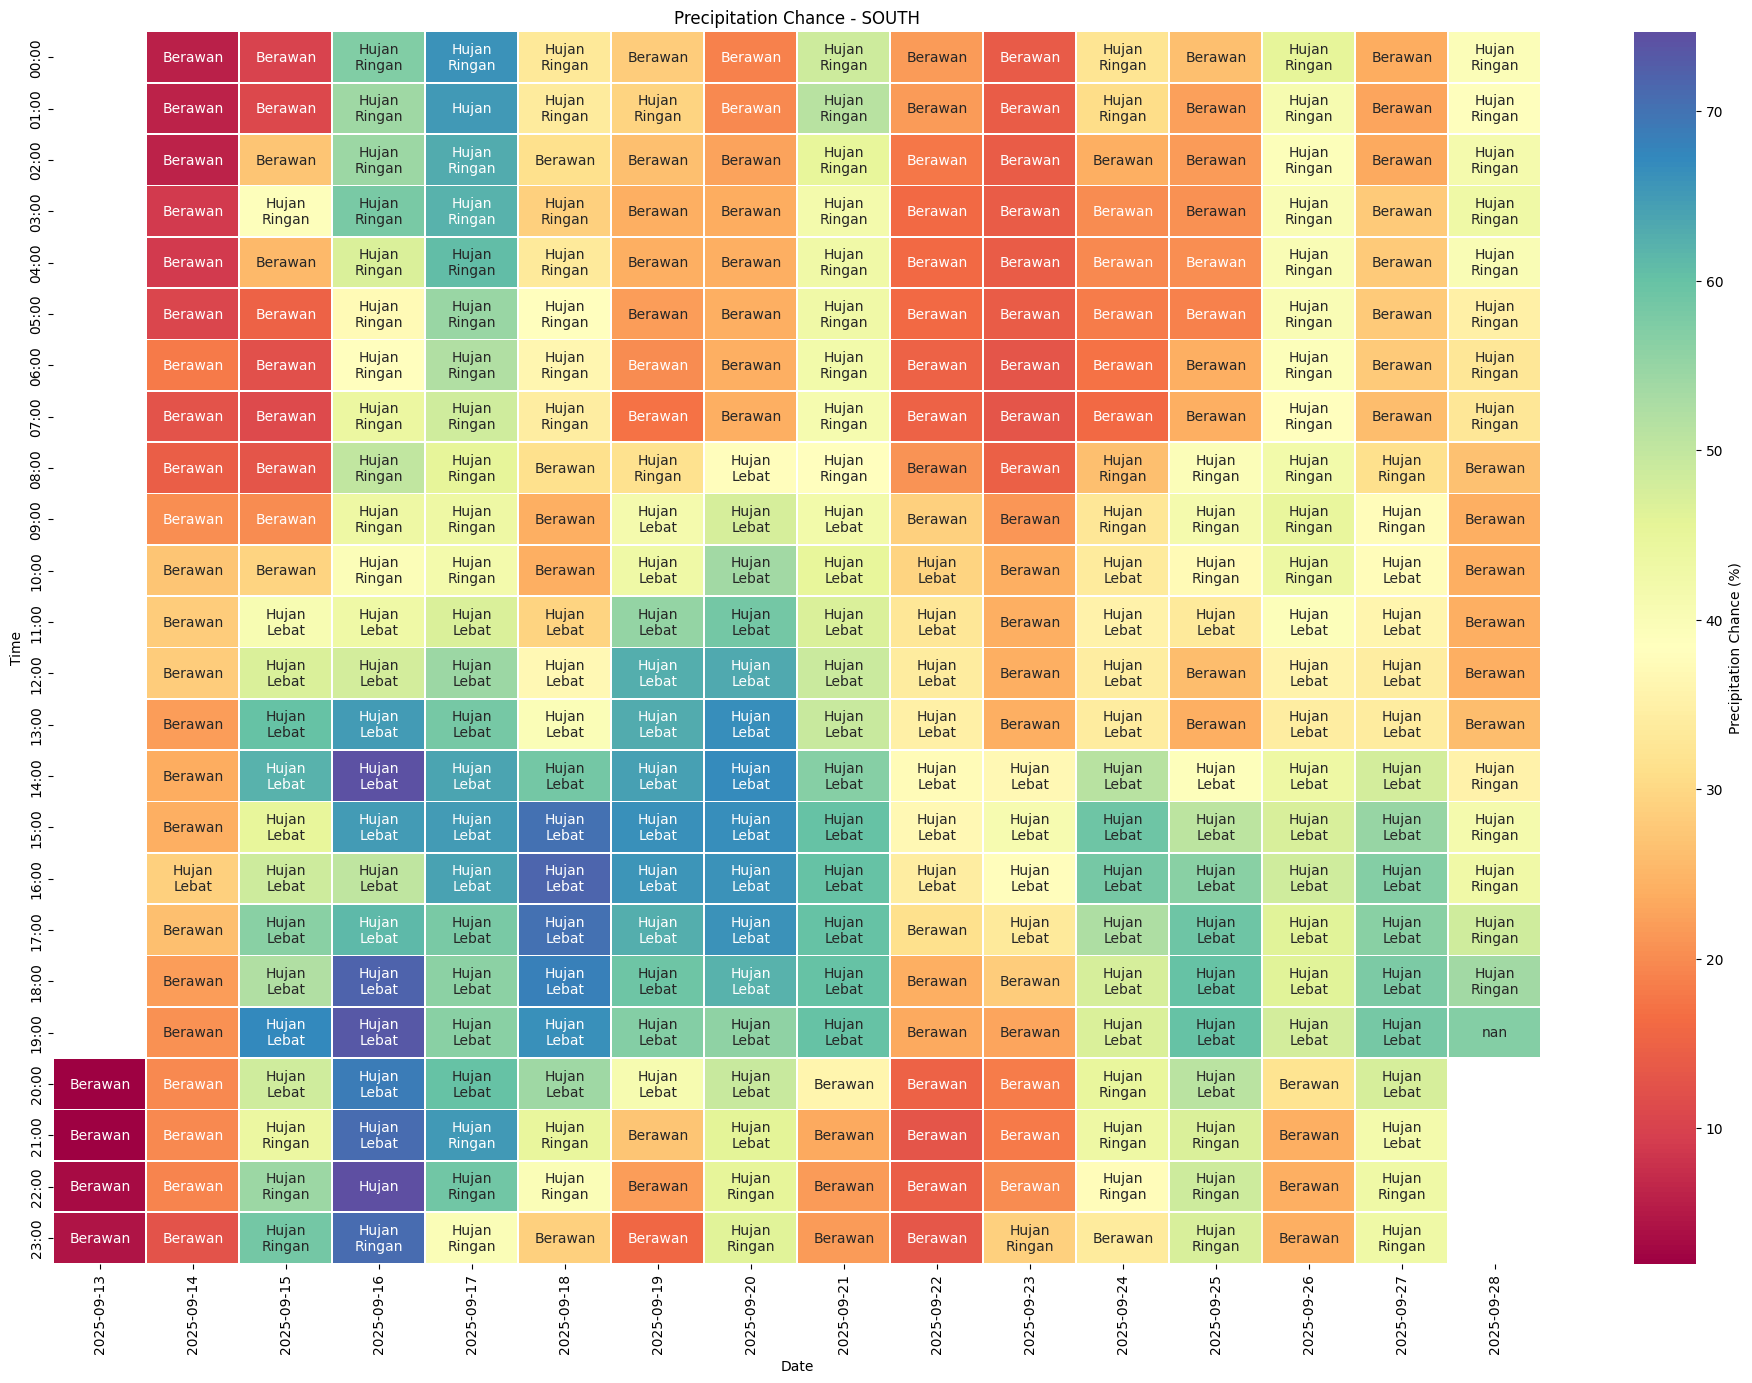 Precipitation Chance - SOUTH
00:00 Berawan Berawan Hujan Ringan Hujan Ringan Hujan Ringan Berawan Berawan Hujan Ringan Berawan Berawan Hujan Ringan Berawan Hujan Ringan Berawan Hujan Ringan
01:00 Berawan Berawan Hujan Ringan Hujan Hujan Ringan Hujan Ringan Berawan Hujan Ringan Berawan Berawan Hujan Ringan Berawan Hujan Ringan Berawan Hujan Ringan
02:00 Berawan Berawan Hujan Ringan Hujan Ringan Berawan Berawan Berawan Hujan Ringan Berawan Berawan Berawan Berawan Hujan Ringan Berawan Hujan Ringan
03:00 Berawan Hujan Ringan Hujan Ringan Hujan Ringan Hujan Ringan Berawan Berawan Hujan Ringan Berawan Berawan Berawan Berawan Hujan Ringan Berawan Hujan Ringan
04:00 Berawan Berawan Hujan Ringan Hujan Ringan Hujan Ringan Berawan Berawan Hujan Ringan Berawan Berawan Berawan Berawan Hujan Ringan Berawan Hujan Ringan
05:00 Berawan Berawan Hujan Ringan Hujan Ringan Hujan Ringan Berawan Berawan Hujan Ringan Berawan Berawan Berawan Berawan Hujan Ringan Berawan Hujan Ringan
06:00 Berawan Berawan Hujan Ringan Hujan Ringan Hujan Ringan Berawan Berawan Hujan Ringan Berawan Berawan Berawan Berawan Hujan Ringan Berawan Hujan Ringan
07:00 Berawan Berawan Hujan Ringan Hujan Ringan Hujan Ringan Berawan Berawan Hujan Ringan Berawan Berawan Berawan Berawan Hujan Ringan Berawan Hujan Ringan
08:00 Berawan Berawan Hujan Ringan Hujan Ringan Berawan Hujan Ringan Hujan Lebat Hujan Ringan Berawan Berawan Hujan Ringan Hujan Ringan Hujan Ringan Hujan Ringan Berawan
09:00 Berawan Berawan Hujan Ringan Hujan Ringan Berawan Hujan Lebat Hujan Lebat Hujan Lebat Berawan Berawan Hujan Ringan Hujan Ringan Hujan Ringan Hujan Ringan Berawan
10:00 Berawan Berawan Hujan Ringan Hujan Ringan Berawan Hujan Lebat Hujan Lebat Hujan Lebat Hujan Lebat Berawan Hujan Lebat Hujan Ringan Hujan Ringan Hujan Lebat Berawan
11:00 Berawan Hujan Lebat Hujan Lebat Hujan Lebat Hujan Lebat Hujan Lebat Hujan Lebat Hujan Lebat Hujan Lebat Berawan Hujan Lebat Hujan Lebat Hujan Lebat Hujan Lebat Berawan
12:00 Berawan Hujan Lebat Hujan Lebat Hujan Lebat Hujan Lebat Hujan Lebat Hujan Lebat Hujan Lebat Hujan Lebat Berawan Hujan Lebat Berawan Hujan Lebat Hujan Lebat Berawan
13:00 Berawan Hujan Lebat Hujan Lebat Hujan Lebat Hujan Lebat Hujan Lebat Hujan Lebat Hujan Lebat Hujan Lebat Berawan Hujan Lebat Berawan Hujan Lebat Hujan Lebat Berawan
14:00 Berawan Hujan Lebat Hujan Lebat Hujan Lebat Hujan Lebat Hujan Lebat Hujan Lebat Hujan Lebat Hujan Lebat Hujan Lebat Hujan Lebat Hujan Lebat Hujan Lebat Hujan Lebat Hujan Ringan
15:00 Berawan Hujan Lebat Hujan Lebat Hujan Lebat Hujan Lebat Hujan Lebat Hujan Lebat Hujan Lebat Hujan Lebat Hujan Lebat Hujan Lebat Hujan Lebat Hujan Lebat Hujan Lebat Hujan Ringan
16:00 Hujan Lebat Hujan Lebat Hujan Lebat Hujan Lebat Hujan Lebat Hujan Lebat Hujan Lebat Hujan Lebat Hujan Lebat Hujan Lebat Hujan Lebat Hujan Lebat Hujan Lebat Hujan Lebat Hujan Ringan
17:00 Berawan Hujan Lebat Hujan Lebat Hujan Lebat Hujan Lebat Hujan Lebat Hujan Lebat Hujan Lebat Berawan Hujan Lebat Hujan Lebat Hujan Lebat Hujan Lebat Hujan Lebat Hujan Ringan
18:00 Berawan Hujan Lebat Hujan Lebat Hujan Lebat Hujan Lebat Hujan Lebat Hujan Lebat Hujan Lebat Berawan Berawan Hujan Lebat Hujan Lebat Hujan Lebat Hujan Lebat Hujan Ringan
19:00 Berawan Hujan Lebat Hujan Lebat Hujan Lebat Hujan Lebat Hujan Lebat Hujan Lebat Hujan Lebat Berawan Berawan Hujan Lebat Hujan Lebat Hujan Lebat Hujan Lebat nan
20:00 Berawan Berawan Hujan Lebat Hujan Lebat Hujan Lebat Hujan Lebat Hujan Lebat Hujan Lebat Berawan Berawan Berawan Hujan Ringan Hujan Lebat Berawan Hujan Lebat
21:00 Berawan Berawan Hujan Ringan Hujan Lebat Hujan Ringan Hujan Ringan Berawan Hujan Lebat Berawan Berawan Berawan Hujan Ringan Hujan Ringan Berawan Hujan Lebat
22:00 Berawan Berawan Hujan Ringan Hujan Hujan Ringan Hujan Ringan Berawan Hujan Ringan Berawan Berawan Berawan Hujan Ringan Hujan Ringan Berawan Hujan Ringan
23:00 Berawan Berawan Hujan Ringan Hujan Ringan Hujan Ringan Berawan Berawan Hujan Ringan Berawan Berawan Hujan Ringan Berawan Hujan Ringan Berawan Hujan Ringan
Time
2025-09-13 2025-09-14 2025-09-15 2025-09-16 2025-09-17 2025-09-18 2025-09-19 2025-09-20 2025-09-21 2025-09-22 2025-09-23 2025-09-24 2025-09-25 2025-09-26 2025-09-27 2025-09-28
Date
70
60
50
40
30
20
10
Precipitation Chance (%)